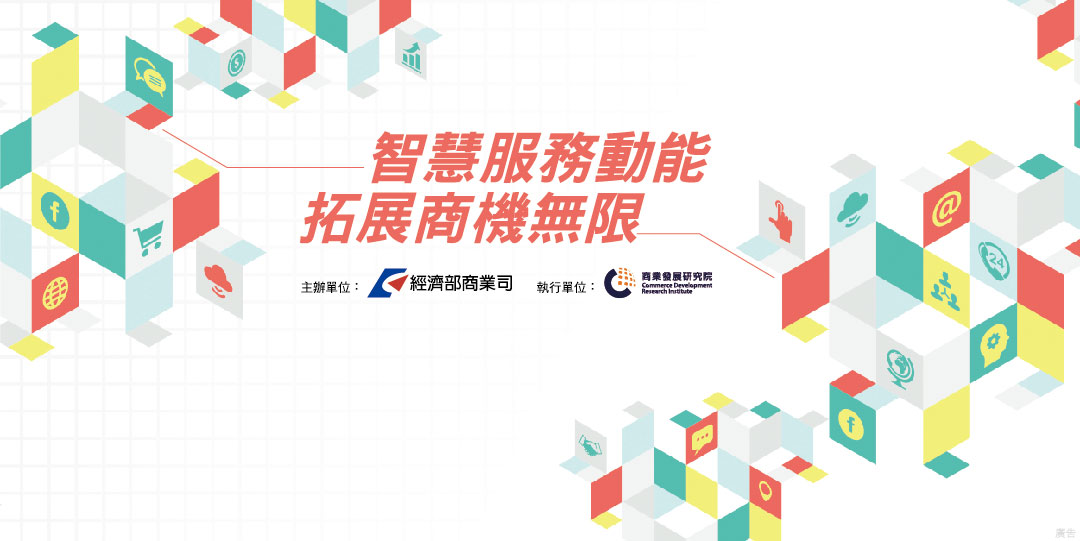 智慧服務動能
拓展商機無限
主辦單位： 經濟部商業司 執行單位： 商業發展研究院
Commerce Development
Research Institute
@
24
廣告